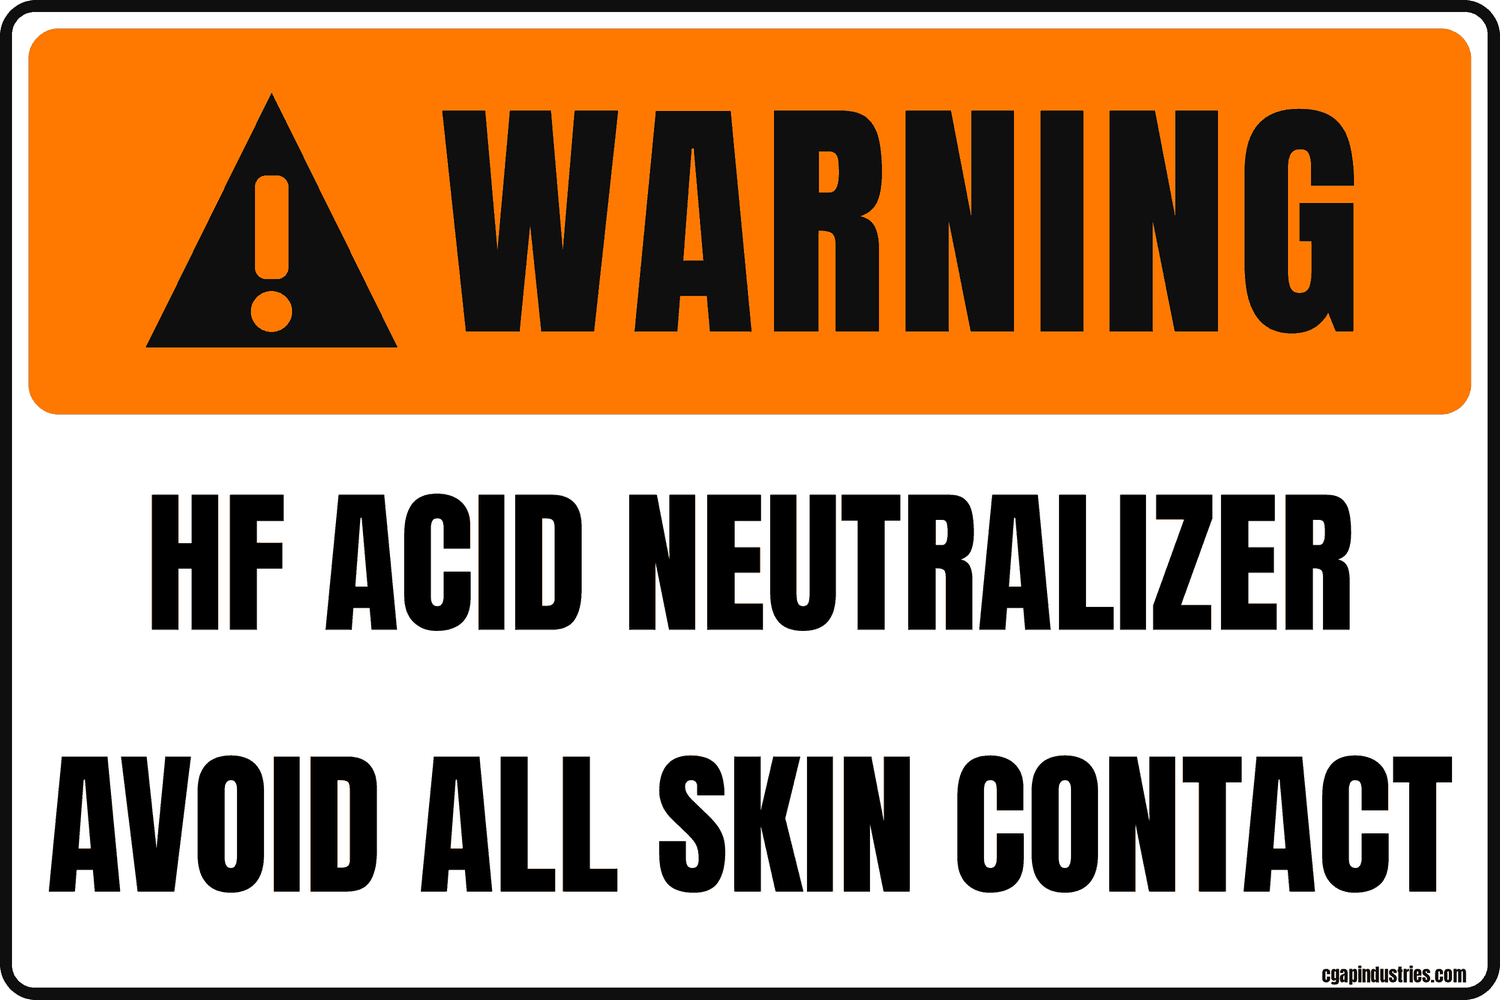 WARNING
HF ACID NEUTRALIZER
AVOID ALL SKIN CONTACT
cgapindustries.com